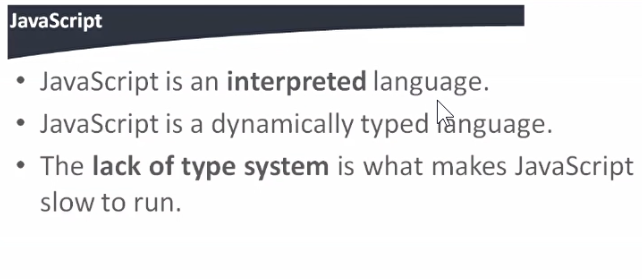 JavaScript
• JavaScript is an interpreted language.
• JavaScript is a dynamically typed language.
• The lack of type system is what makes JavaScript
slow to run.